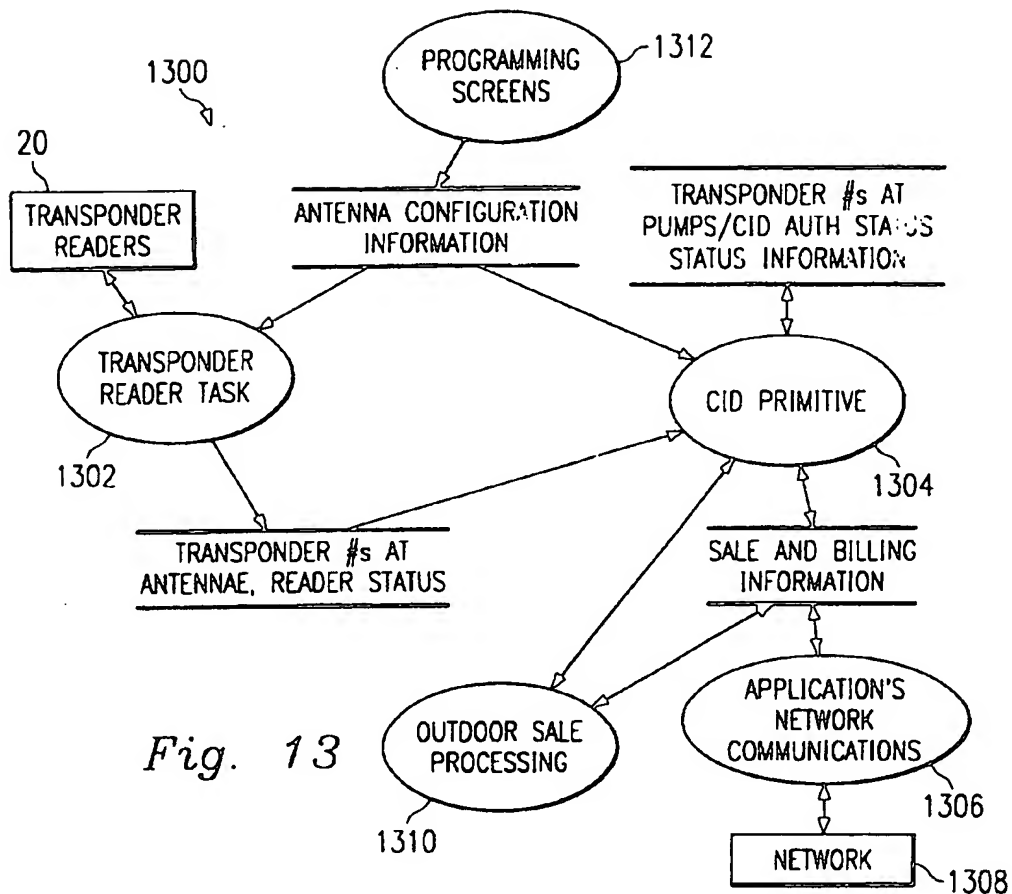 PROGRAMMING
SCREENS
1312
1300
20
TRANSPONDER
READERS
ANTENNA CONFIGURATION
INFORMATION
TRANSPONDER #s AT
PUMPS/CID AUTH STATUS
STATUS INFORMATION
TRANSPONDER
READER TASK
1302
CID PRIMITIVE
1304
TRANSPONDER #s AT
ANTENNAE, READER STATUS
SALE AND BILLING
INFORMATION
Fig. 13
OUTDOOR SALE
PROCESSING
1310
APPLICATION'S
NETWORK
COMMUNICATIONS
1306
NETWORK
1308